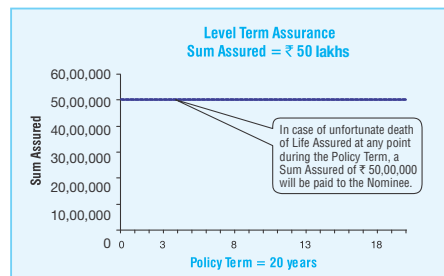 Level Term Assurance
Sum Assured = ₹ 50 lakhs
Sum Assured
60,00,000
50,00,000
40,00,000
30,00,000
20,00,000
10,00,000
0
In case of unfortunate death
of Life Assured at any point
during the Policy Term, a
Sum Assured of ₹ 50,00,000
will be paid to the Nominee.
0 3 8 13 18
Policy Term = 20 years